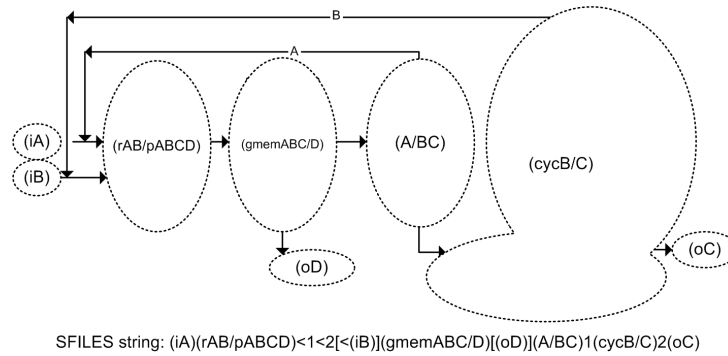 B
A
(iA)
(iB)
(rAB/pABCD)
(gmemABC/D)
(A/BC)
(cycB/C)
(oD)
(oC)
SFILES string: (iA)(rAB/pABCD)<1<2[<(iB)](gmemABC/D)[(oD)](A/BC)1(cycB/C)2(oC)